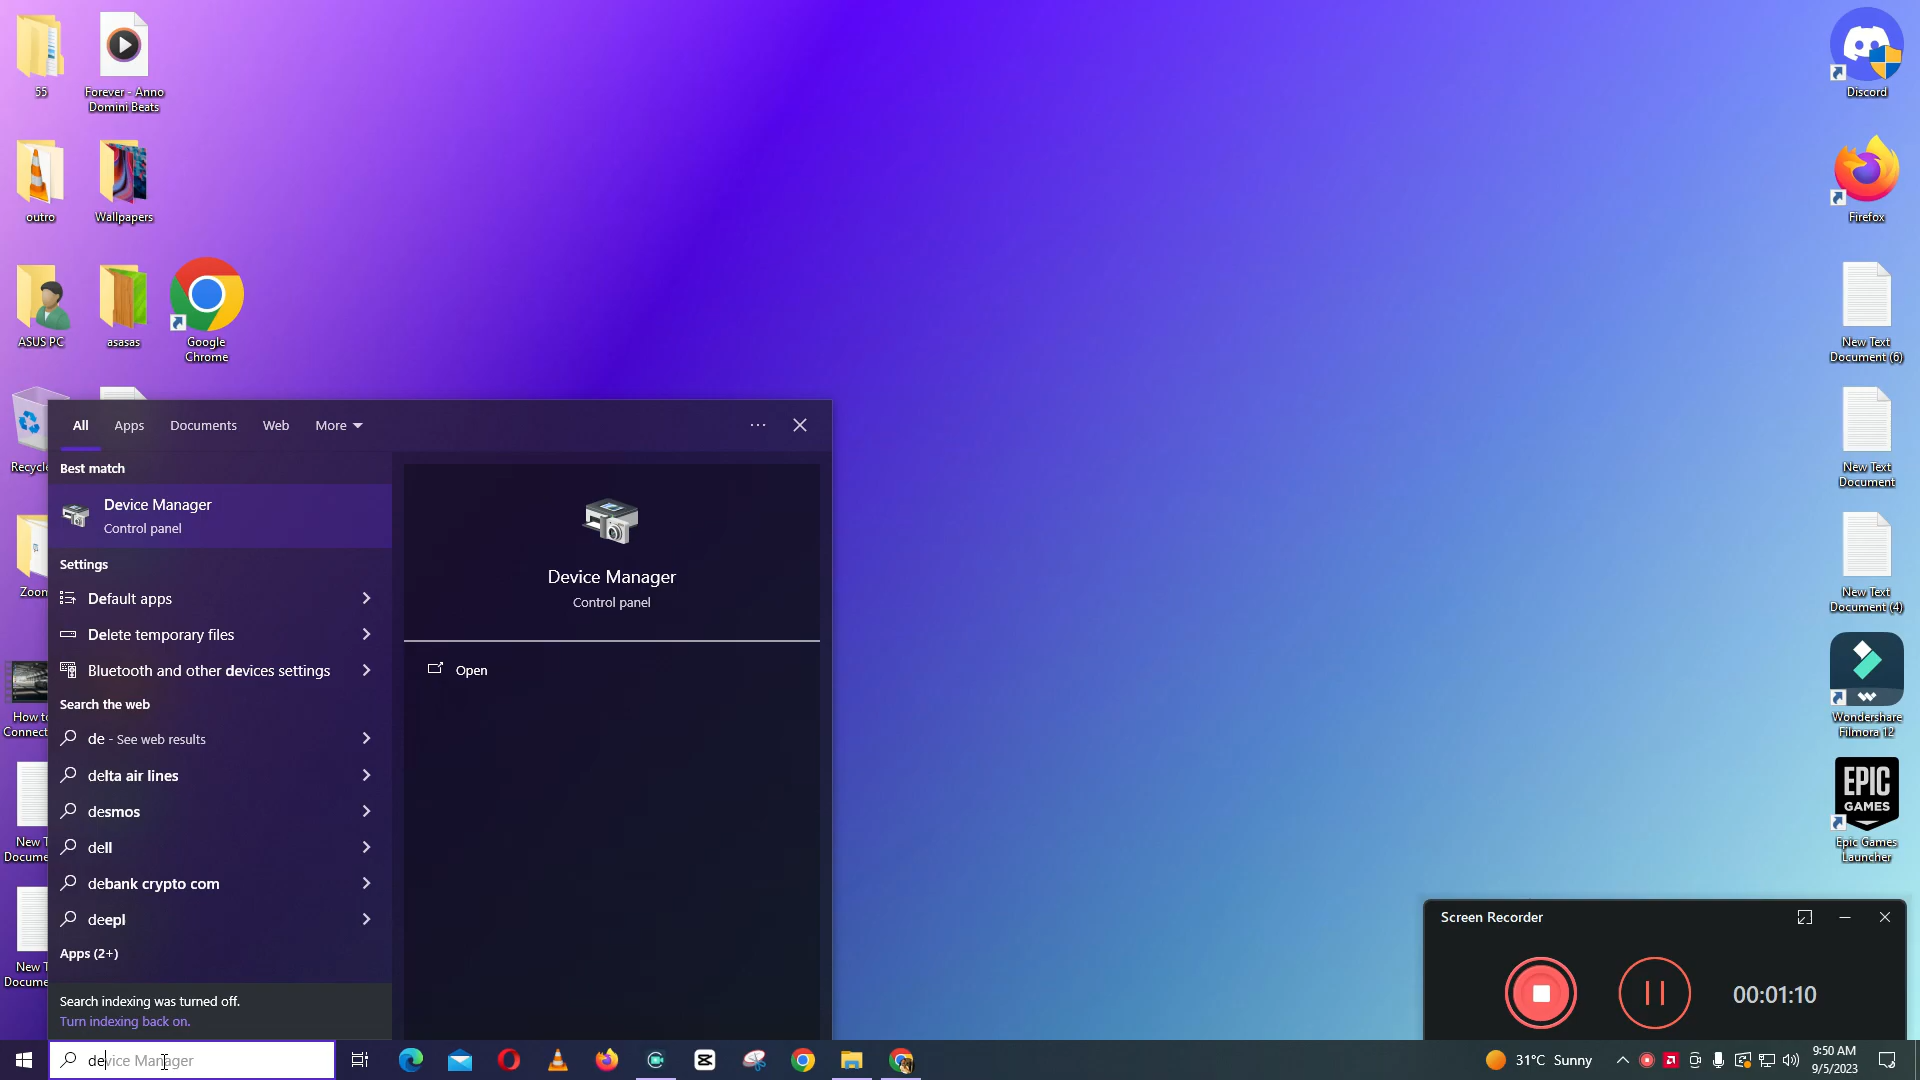 55
Forever - Anno
Domini Beats
outro
Wallpapers
ASUS PC
asasas
Google
Chrome
Discord
Firefox
New Text
Document (6)
New Text
Document
New Text
Document (4)
Wondershare
Filmora 12
EPIC
GAMES
Epic Games
Launcher
Recycle
Zoom
How to
Connect
New T
Docume
New T
Docume
All
Apps
Documents
Web
More
Best match
Device Manager
Control panel
Settings
Default apps
Delete temporary files
Bluetooth and other devices settings
Search the web
de - See web results
delta air lines
desmos
dell
debank crypto com
deepl
Apps (2+)
Search indexing was turned off.
Turn indexing back on.
Device Manager
Control panel
Open
Screen Recorder
00:01:10
device Manager
31°C Sunny
9:50 AM
9/5/2023